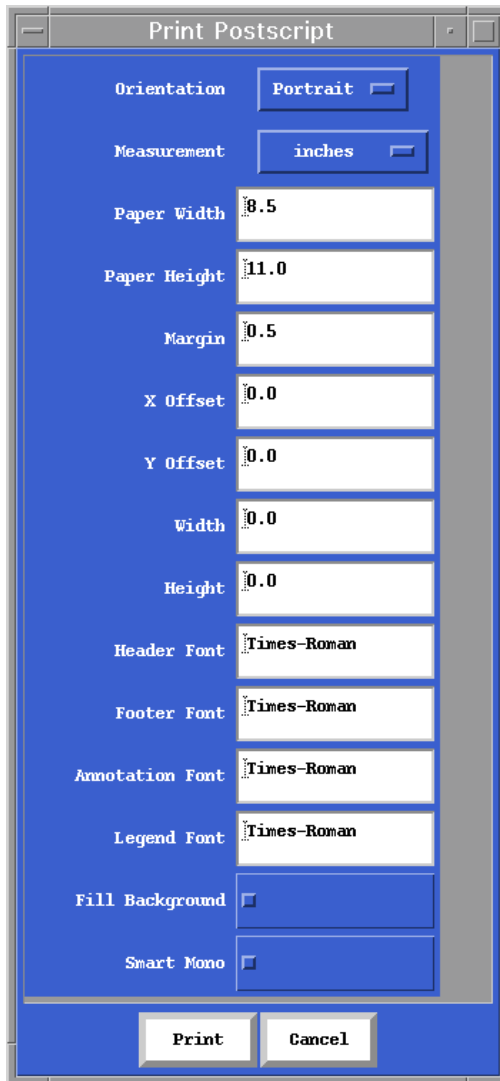 Print Postscript
Orientation Portrait
Measurement inches
Paper Width 8.5
Paper Height 11.0
Margin 0.5
X Offset 0.0
Y Offset 0.0
Width 0.0
Height 0.0
Header Font Times-Roman
Footer Font Times-Roman
Annotation Font Times-Roman
Legend Font Times-Roman
Fill Background
Smart Mono
Print Cancel